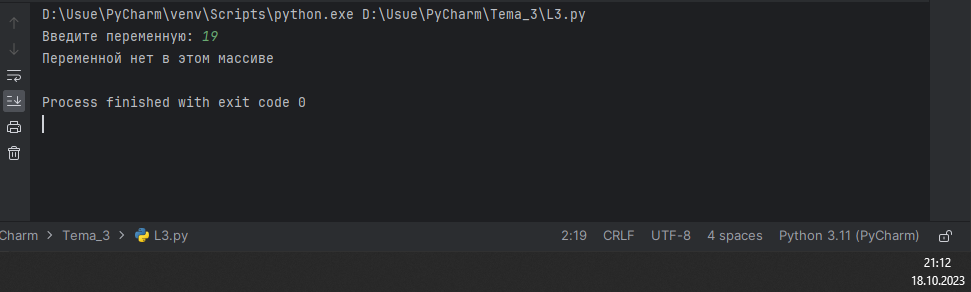 D:\Usue\PyCharm\venv\Scripts\python.exe D:\Usue\PyCharm\Tema_3\L3.py
Введите переменную: 19
Переменной нет в этом массиве
Process finished with exit code 0
Charm > Tema_3 > L3.py 2:19 CRLF UTF-8 4 spaces Python 3.11 (PyCharm)
21:12
18.10.2023